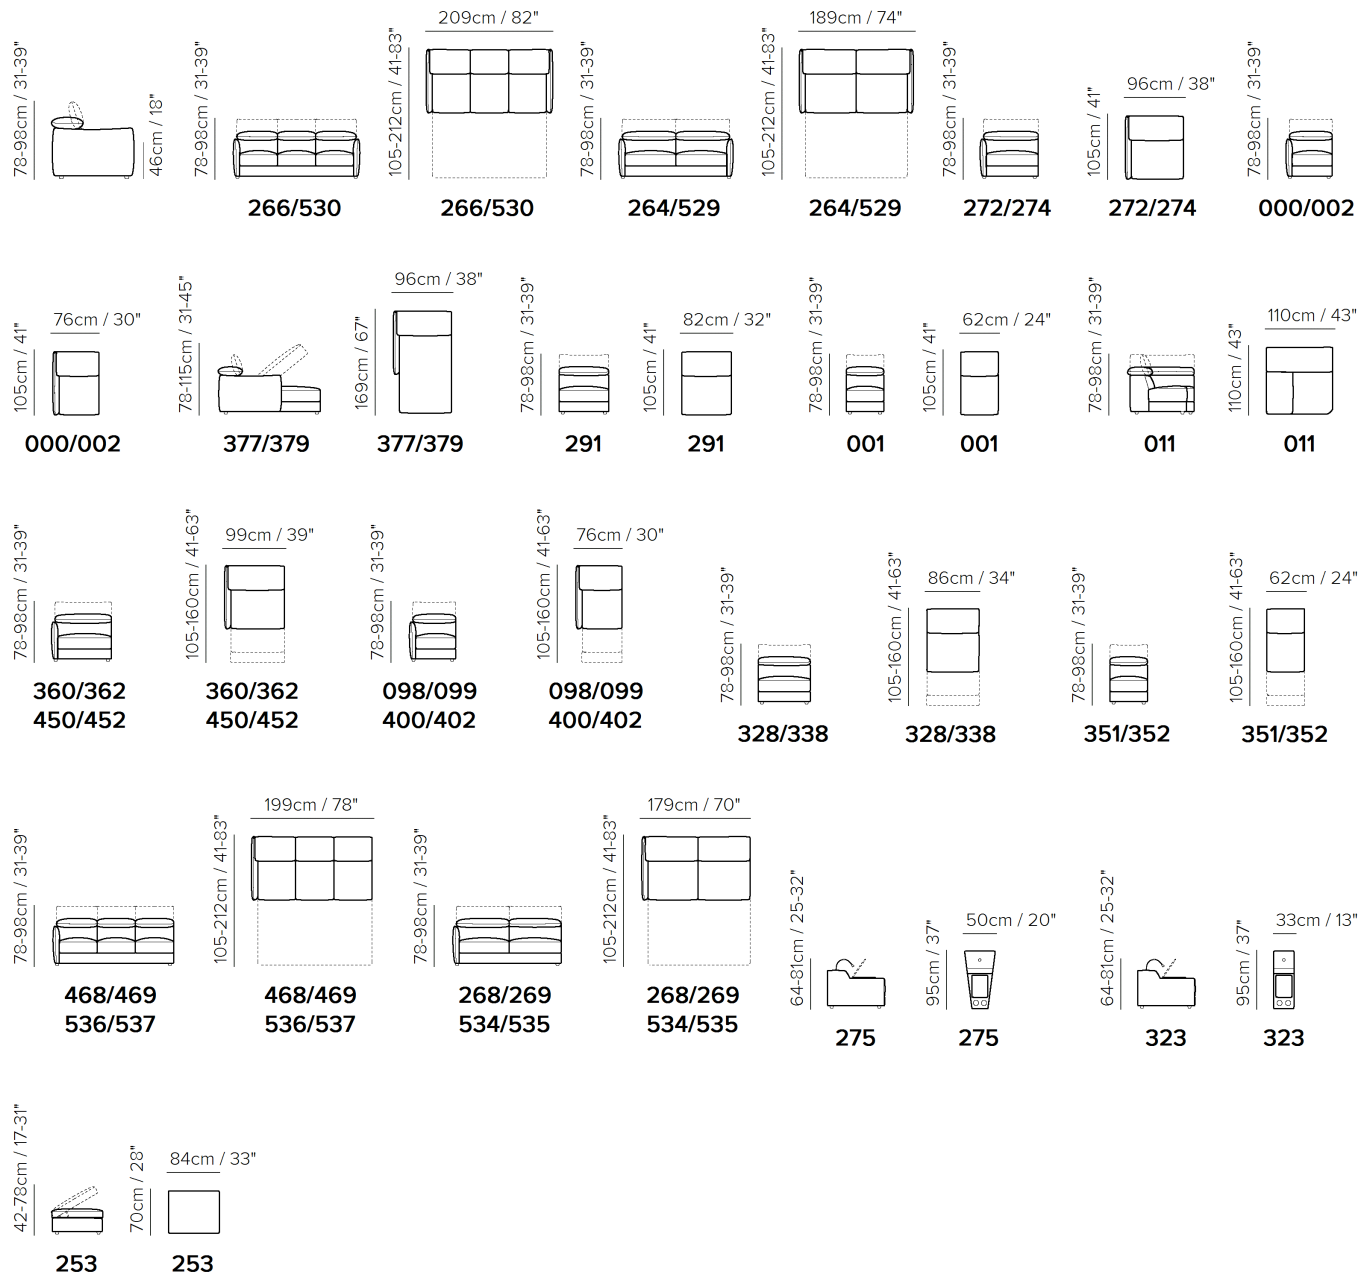 78-98cm / 31-39"
46cm / 18"
78-98cm / 31-39"
266/530
105-212cm / 41-83"
209cm / 82"
266/530
78-98cm / 31-39"
264/529
105-212cm / 41-83"
189cm / 74"
264/529
78-98cm / 31-39"
272/274
105cm / 41"
96cm / 38"
272/274
78-98cm / 31-39"
000/002
105cm / 41"
76cm / 30"
000/002
78-115cm / 31-45"
377/379
169cm / 67"
96cm / 38"
377/379
78-98cm / 31-39"
291
105cm / 41"
82cm / 32"
291
78-98cm / 31-39"
001
105cm / 41"
62cm / 24"
001
78-98cm / 31-39"
011
110cm / 43"
110cm / 43"
011
78-98cm / 31-39"
360/362
450/452
105-160cm / 41-63"
99cm / 39"
360/362
450/452
78-98cm / 31-39"
098/099
400/402
105-160cm / 41-63"
76cm / 30"
098/099
400/402
78-98cm / 31-39"
328/338
105-160cm / 41-63"
86cm / 34"
328/338
78-98cm / 31-39"
351/352
105-160cm / 41-63"
62cm / 24"
351/352
78-98cm / 31-39"
468/469
536/537
105-212cm / 41-83"
199cm / 78"
468/469
536/537
78-98cm / 31-39"
268/269
534/535
105-212cm / 41-83"
179cm / 70"
268/269
534/535
64-81cm / 25-32"
275
95cm / 37"
50cm / 20"
275
64-81cm / 25-32"
323
95cm / 37"
33cm / 13"
323
42-78cm / 17-31"
253
70cm / 28"
84cm / 33"
253